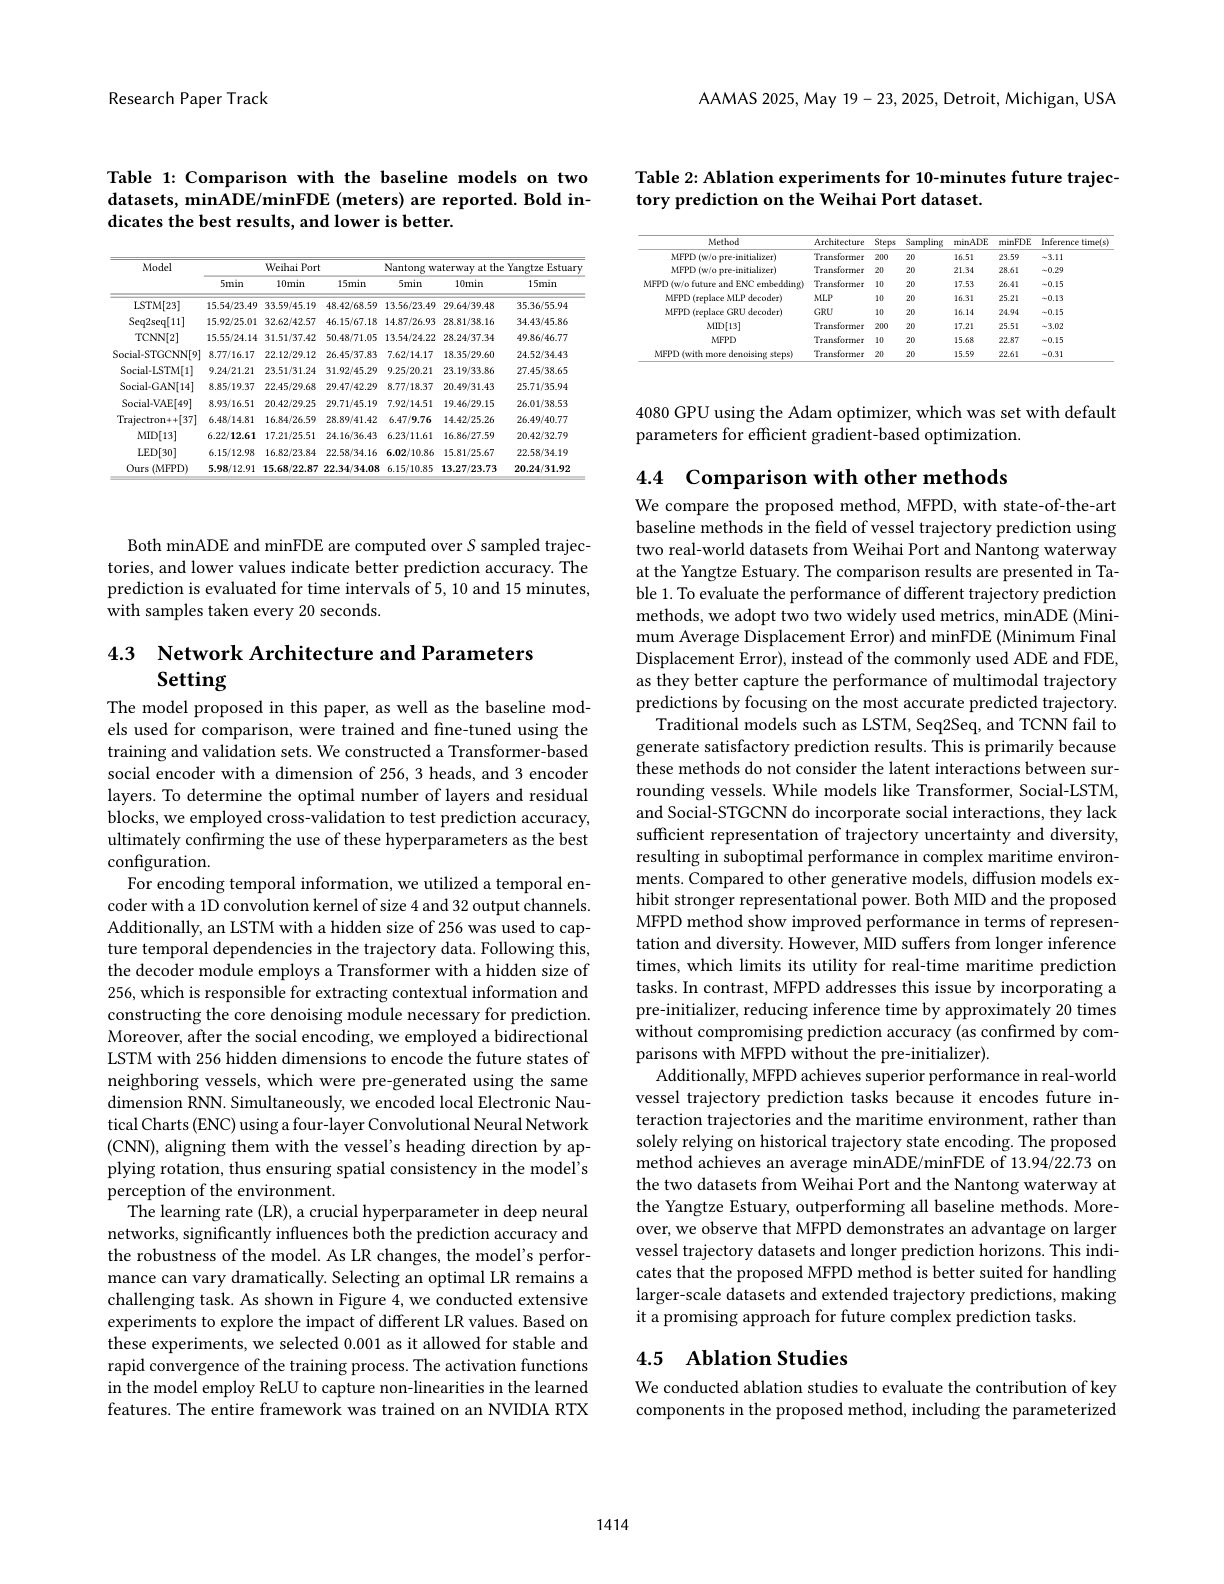 Research Paper Track
AAMAS 2025, May 19 – 23, 2025, Detroit, Michigan, USA
Table 1: Comparison with the baseline models on two
datasets, minADE/minFDE (meters) are reported. Bold in-
dicates the best results, and lower is better.
Model Weihai Port Nantong waterway at the Yangtze Estuary
5min 10min 15min 5min 10min 15min
LSTM[23] 15.54/23.49 33.59/45.19 48.42/68.59 13.56/23.49 29.64/39.48 35.36/55.94
Seq2seq[11] 15.92/25.01 32.62/42.57 46.15/67.18 14.87/26.93 28.81/38.16 34.43/45.86
TCNN[2] 15.55/24.14 31.51/37.42 50.48/71.05 13.54/24.22 28.24/37.34 49.86/46.77
Social-STGCNN[9] 8.77/16.17 22.12/29.12 26.45/37.83 7.62/14.17 18.35/29.60 24.52/34.43
Social-LSTM[1] 9.24/21.21 23.51/31.24 31.92/45.29 9.25/20.21 23.19/33.86 27.45/38.65
Social-GAN[14] 8.85/19.37 22.45/29.68 29.47/42.29 8.77/18.37 20.49/31.43 25.71/35.94
Social-VAE[49] 8.93/16.51 20.42/29.25 29.71/45.19 7.92/14.51 19.46/29.15 26.01/38.53
Trajectron++[37] 6.48/14.81 16.84/26.59 28.89/41.42 6.47/9.76 14.42/25.26 26.49/40.77
MID[13] 6.22/12.61 17.21/25.51 24.16/36.43 6.23/11.61 16.86/27.59 20.42/32.79
LED[30] 6.15/12.98 16.82/23.84 22.58/34.16 6.02/10.86 15.81/25.67 22.58/34.19
Ours (MFPD) 5.98/12.91 15.68/22.87 22.34/34.08 6.15/10.85 13.27/23.73 20.24/31.92
Both minADE and minFDE are computed over S sampled trajec-
tories, and lower values indicate better prediction accuracy. The
prediction is evaluated for time intervals of 5, 10 and 15 minutes,
with samples taken every 20 seconds.
4.3 Network Architecture and Parameters
Setting
The model proposed in this paper, as well as the baseline mod-
els used for comparison, were trained and fine-tuned using the
training and validation sets. We constructed a Transformer-based
social encoder with a dimension of 256, 3 heads, and 3 encoder
layers. To determine the optimal number of layers and residual
blocks, we employed cross-validation to test prediction accuracy,
ultimately confirming the use of these hyperparameters as the best
configuration.
For encoding temporal information, we utilized a temporal en-
coder with a 1D convolution kernel of size 4 and 32 output channels.
Additionally, an LSTM with a hidden size of 256 was used to cap-
ture temporal dependencies in the trajectory data. Following this,
the decoder module employs a Transformer with a hidden size of
256, which is responsible for extracting contextual information and
constructing the core denoising module necessary for prediction.
Moreover, after the social encoding, we employed a bidirectional
LSTM with 256 hidden dimensions to encode the future states of
neighboring vessels, which were pre-generated using the same
dimension RNN. Simultaneously, we encoded local Electronic Nau-
tical Charts (ENC) using a four-layer Convolutional Neural Network
(CNN), aligning them with the vessel's heading direction by ap-
plying rotation, thus ensuring spatial consistency in the model's
perception of the environment.
The learning rate (LR), a crucial hyperparameter in deep neural
networks, significantly influences both the prediction accuracy and
the robustness of the model. As LR changes, the model's perfor-
mance can vary dramatically. Selecting an optimal LR remains a
challenging task. As shown in Figure 4, we conducted extensive
experiments to explore the impact of different LR values. Based on
these experiments, we selected 0.001 as it allowed for stable and
rapid convergence of the training process. The activation functions
in the model employ ReLU to capture non-linearities in the learned
features. The entire framework was trained on an NVIDIA RTX
Table 2: Ablation experiments for 10-minutes future trajec-
tory prediction on the Weihai Port dataset.
Method Architecture Steps Sampling minADE minFDE Inference time(s)
MFPD (w/o pre-initializer) Transformer 200 20 16.51 23.59 ~3.11
MFPD (w/o pre-initializer) Transformer 20 20 21.34 28.61 ~0.29
MFPD (w/o future and ENC embedding) Transformer 10 20 17.53 26.41 ~0.15
MFPD (replace MLP decoder) MLP 10 20 16.31 25.21 ~0.13
MFPD (replace GRU decoder) GRU 10 20 16.14 24.94 ~0.15
MID[13] Transformer 200 20 17.21 25.51 ~3.02
MFPD Transformer 10 20 15.68 22.87 ~0.15
MFPD (with more denoising steps) Transformer 20 20 15.59 22.61 ~0.31
4080 GPU using the Adam optimizer, which was set with default
parameters for efficient gradient-based optimization.
4.4 Comparison with other methods
We compare the proposed method, MFPD, with state-of-the-art
baseline methods in the field of vessel trajectory prediction using
two real-world datasets from Weihai Port and Nantong waterway
at the Yangtze Estuary. The comparison results are presented in Ta-
ble 1. To evaluate the performance of different trajectory prediction
methods, we adopt two two widely used metrics, minADE (Mini-
mum Average Displacement Error) and minFDE (Minimum Final
Displacement Error), instead of the commonly used ADE and FDE,
as they better capture the performance of multimodal trajectory
predictions by focusing on the most accurate predicted trajectory.
Traditional models such as LSTM, Seq2Seq, and TCNN fail to
generate satisfactory prediction results. This is primarily because
these methods do not consider the latent interactions between sur-
rounding vessels. While models like Transformer, Social-LSTM,
and Social-STGCNN do incorporate social interactions, they lack
sufficient representation of trajectory uncertainty and diversity,
resulting in suboptimal performance in complex maritime environ-
ments. Compared to other generative models, diffusion models ex-
hibit stronger representational power. Both MID and the proposed
MFPD method show improved performance in terms of represen-
tation and diversity. However, MID suffers from longer inference
times, which limits its utility for real-time maritime prediction
tasks. In contrast, MFPD addresses this issue by incorporating a
pre-initializer, reducing inference time by approximately 20 times
without compromising prediction accuracy (as confirmed by com-
parisons with MFPD without the pre-initializer).
Additionally, MFPD achieves superior performance in real-world
vessel trajectory prediction tasks because it encodes future in-
teraction trajectories and the maritime environment, rather than
solely relying on historical trajectory state encoding. The proposed
method achieves an average minADE/minFDE of 13.94/22.73 on
the two datasets from Weihai Port and the Nantong waterway at
the Yangtze Estuary, outperforming all baseline methods. More-
over, we observe that MFPD demonstrates an advantage on larger
vessel trajectory datasets and longer prediction horizons. This indi-
cates that the proposed MFPD method is better suited for handling
larger-scale datasets and extended trajectory predictions, making
it a promising approach for future complex prediction tasks.
4.5 Ablation Studies
We conducted ablation studies to evaluate the contribution of key
components in the proposed method, including the parameterized
1414